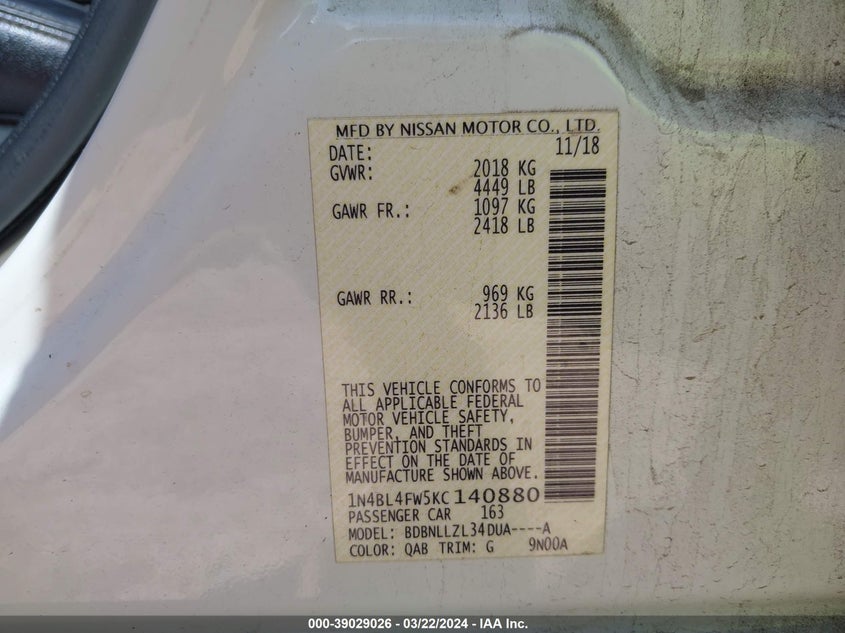 MFD BY NISSAN MOTOR CO., LTD.
DATE: 11/18
GVWR: 2018 KG
4449 LB
GAWR FR.: 1097 KG
2418 LB
GAWR RR.: 969 KG
2136 LB
THIS VEHICLE CONFORMS TO
ALL APPLICABLE FEDERAL
MOTOR VEHICLE SAFETY,
BUMPER, AND THEFT
PREVENTION STANDARDS IN
EFFECT ON THE DATE OF
MANUFACTURE SHOWN ABOVE.
1N4BL4FW5KC140880
PASSENGER CAR 163
MODEL: BDBNLLZL34DUA----A
COLOR: QAB TRIM: G 9N00A
000-39029026 - 03/22/2024 - IAA Inc.